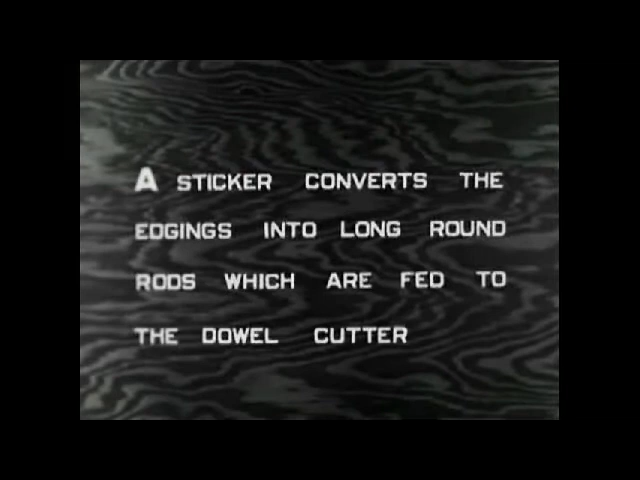 A STICKER CONVERTS THE
EDGINGS INTO LONG ROUND
RODS WHICH ARE FED TO
THE DOWEL CUTTER